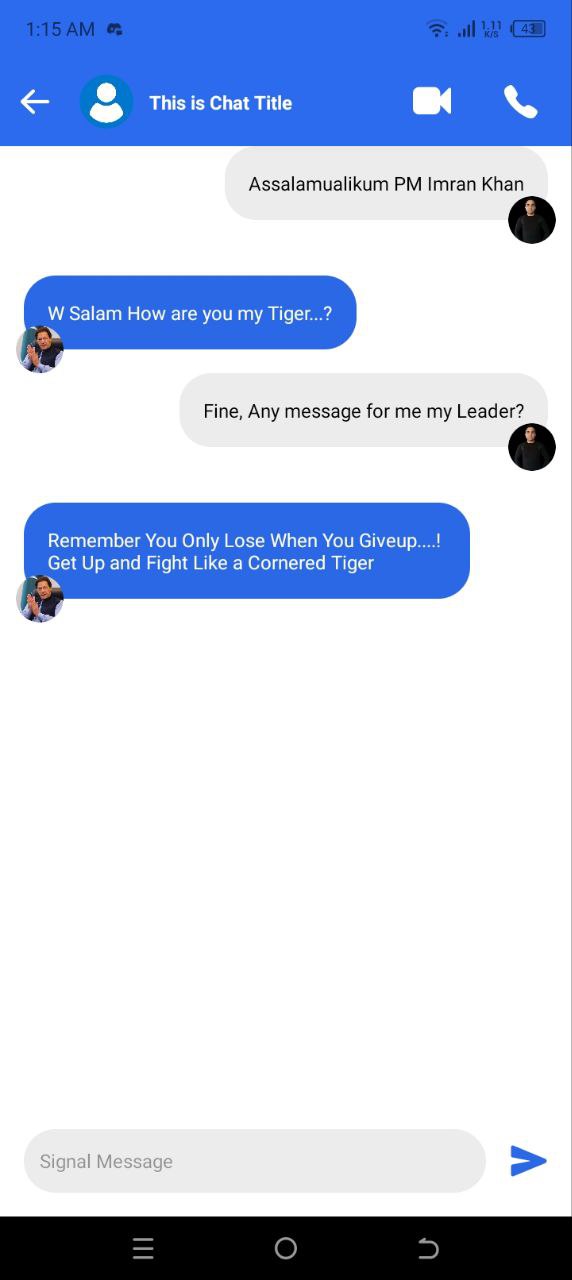 1:15 AM
1.11
K/S
43
This is Chat Title
Assalamualikum PM Imran Khan
W Salam How are you my Tiger...?
Fine, Any message for me my Leader?
Remember You Only Lose When You Giveup....!
Get Up and Fight Like a Cornered Tiger
Signal Message